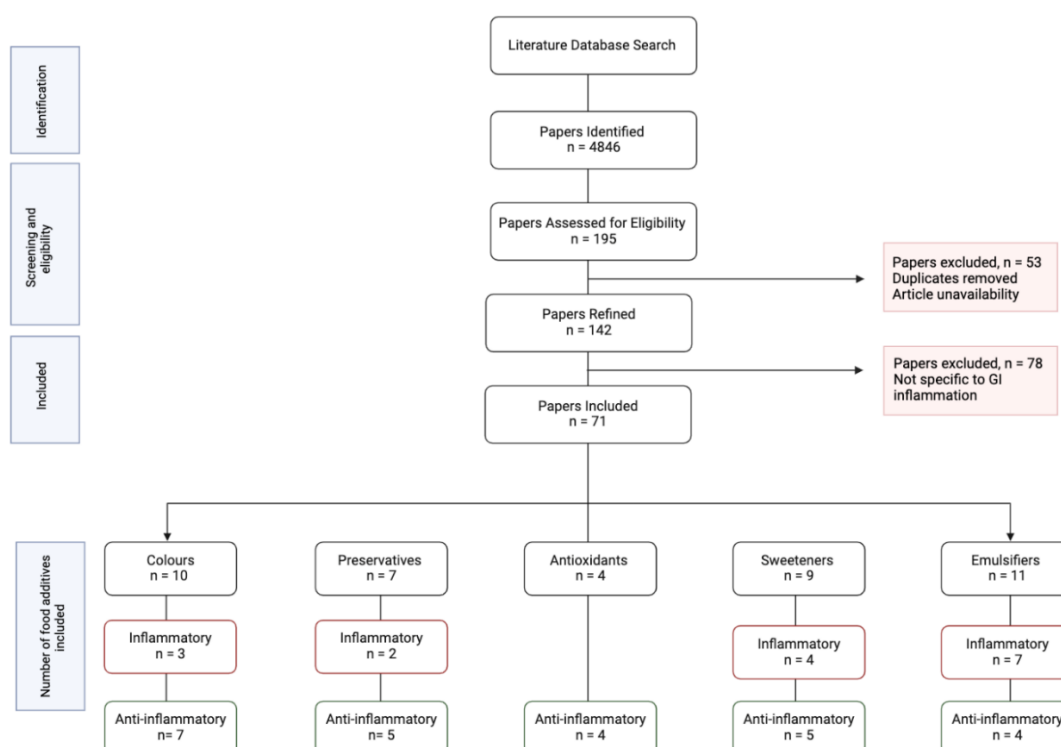 Literature Database Search
Identification
Papers Identified
n = 4846
Screening and
eligibility
Papers Assessed for Eligibility
n = 195
Papers excluded, n = 53
Duplicates removed
Article unavailability
Papers Refined
n = 142
Included
Papers excluded, n = 78
Not specific to GI
inflammation
Papers Included
n = 71
Number of food additives
included
Colours
n = 10
Preservatives
n = 7
Antioxidants
n = 4
Sweeteners
n = 9
Emulsifiers
n = 11
Inflammatory
n = 3
Inflammatory
n = 2
Inflammatory
n = 4
Inflammatory
n = 7
Anti-inflammatory
n= 7
Anti-inflammatory
n= 5
Anti-inflammatory
n = 4
Anti-inflammatory
n = 5
Anti-inflammatory
n = 4